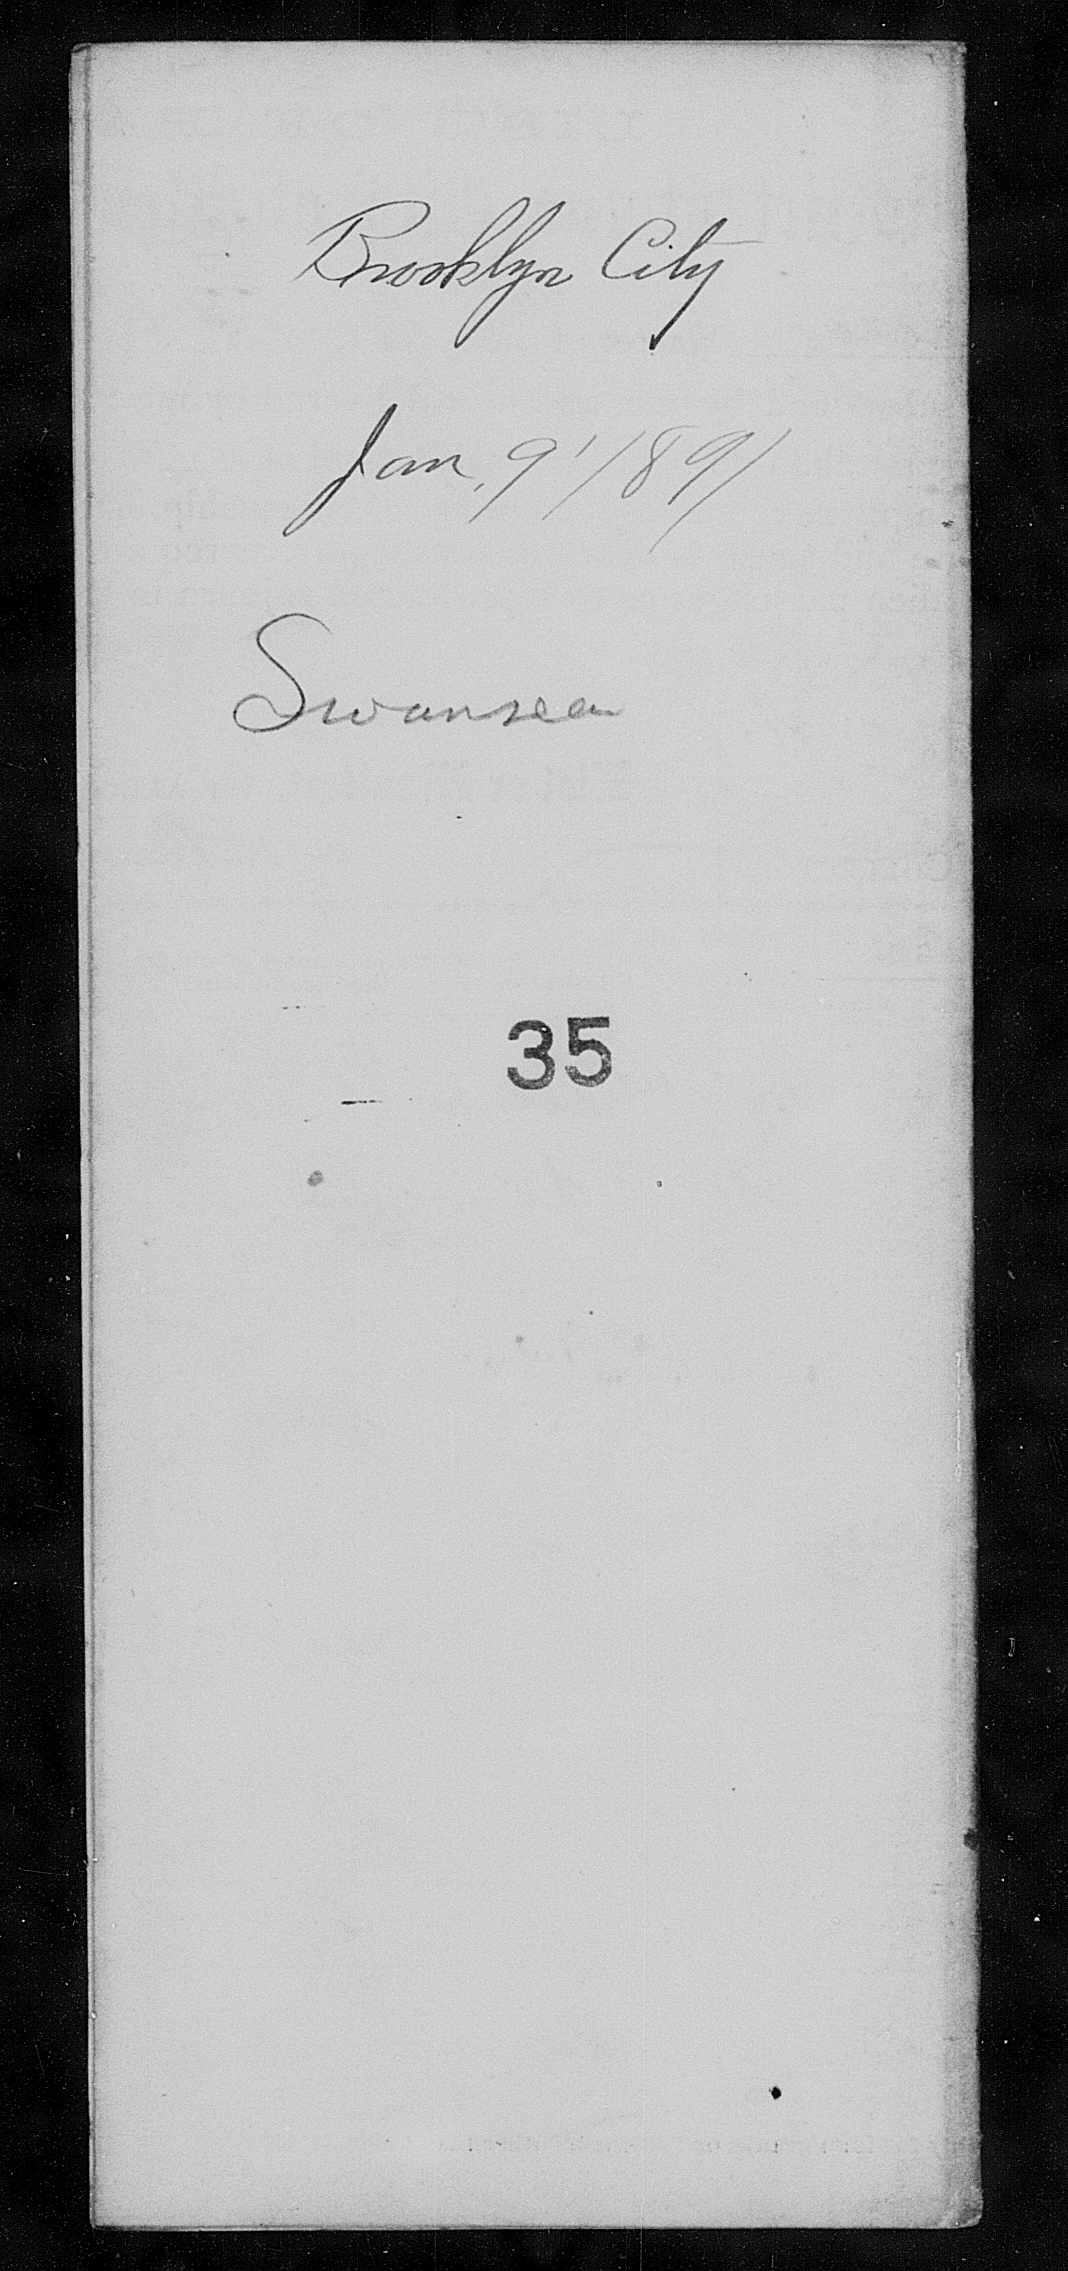 Brooklyn City
Jan. 9' 1891
Swansea
35